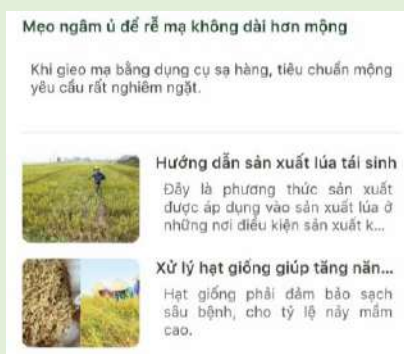 Mẹo ngâm ủ để rễ mạ không dài hơn mộng
Khi gieo mạ bằng dụng cụ sạ hàng, tiêu chuẩn mộng
yêu cầu rất nghiêm ngặt.
Hướng dẫn sản xuất lúa tái sinh
Đây là phương thức sản xuất
được áp dụng vào sản xuất lúa ở
những nơi điều kiện sản xuất k...
Xử lý hạt giống giúp tăng năn...
Hạt giống phải đảm bảo sạch
sâu bệnh, cho tỷ lệ nảy mầm
cao.